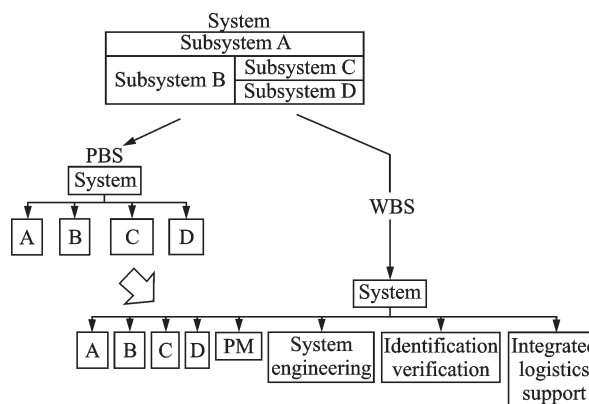 System
Subsystem A
Subsystem B
Subsystem C
Subsystem D
PBS
System
A
B
C
D
WBS
System
A
B
C
D
PM
System
engineering
Identification
verification
Integrated
logistics
support